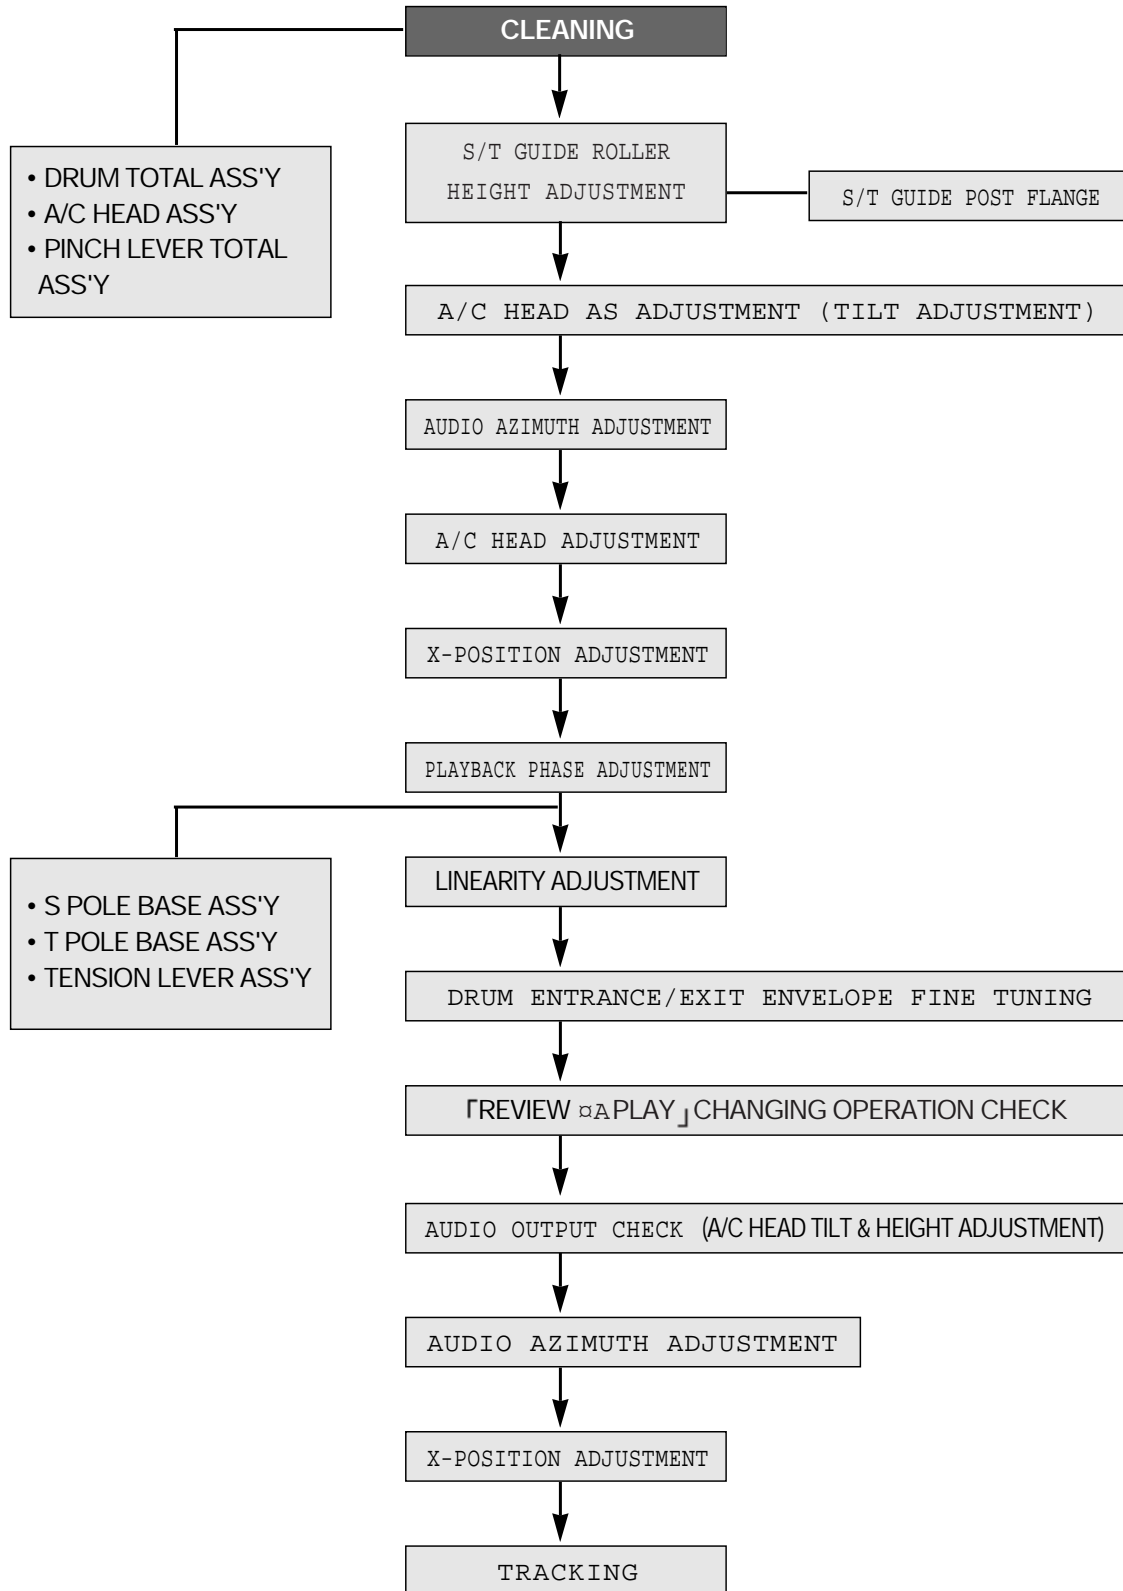 CLEANING
• DRUM TOTAL ASS'Y
• A/C HEAD ASS'Y
• PINCH LEVER TOTAL
ASS'Y
S/T GUIDE ROLLER
HEIGHT ADJUSTMENT
S/T GUIDE POST FLANGE
A/C HEAD AS ADJUSTMENT (TILT ADJUSTMENT)
AUDIO AZIMUTH ADJUSTMENT
A/C HEAD ADJUSTMENT
X-POSITION ADJUSTMENT
PLAYBACK PHASE ADJUSTMENT
• S POLE BASE ASS'Y
• T POLE BASE ASS'Y
• TENSION LEVER ASS'Y
LINEARITY ADJUSTMENT
DRUM ENTRANCE/EXIT ENVELOPE FINE TUNING
「REVIEW ¤A PLAY」CHANGING OPERATION CHECK
AUDIO OUTPUT CHECK (A/C HEAD TILT & HEIGHT ADJUSTMENT)
AUDIO AZIMUTH ADJUSTMENT
X-POSITION ADJUSTMENT
TRACKING